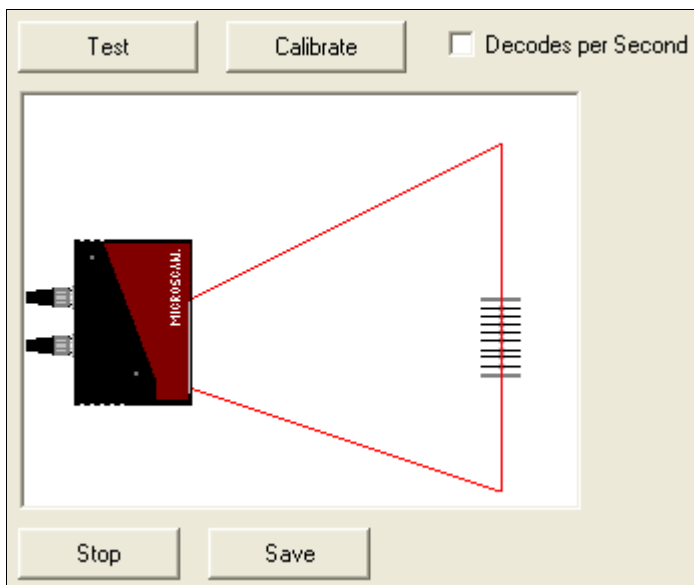 Test
Calibrate
Decodes per Second
MICROSCAN.
Stop
Save